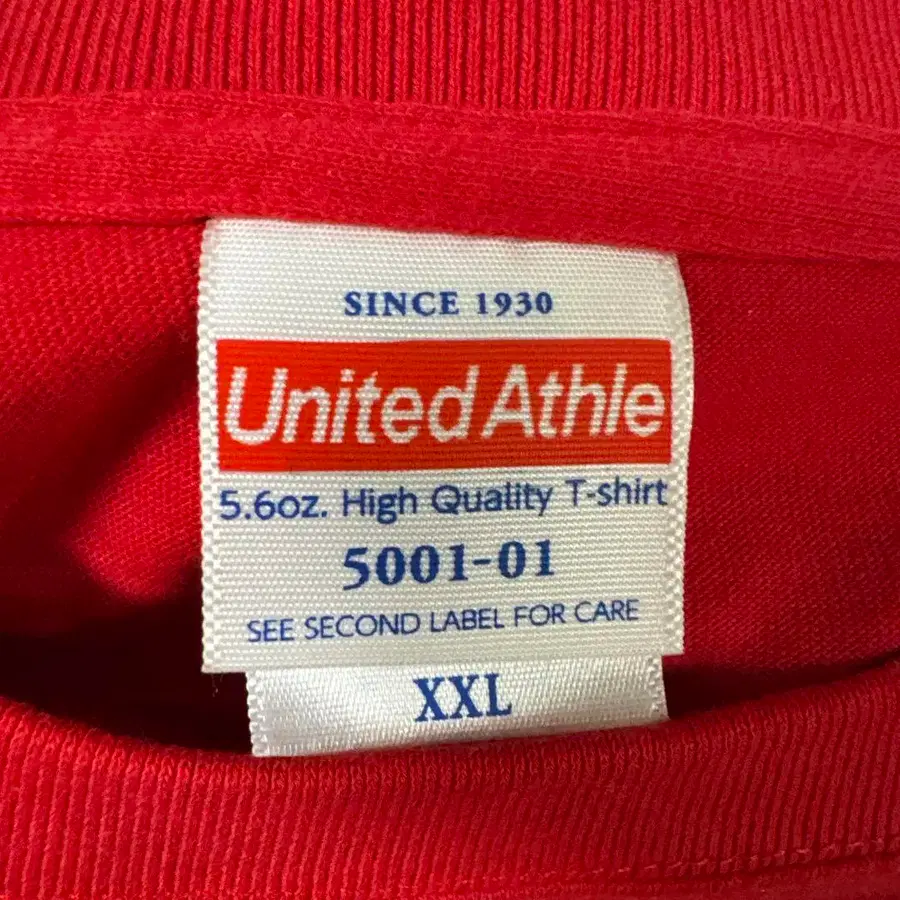 SINCE 1930
United Athle
5.6oz. High Quality T-shirt
5001-01
SEE SECOND LABEL FOR CARE
XXL